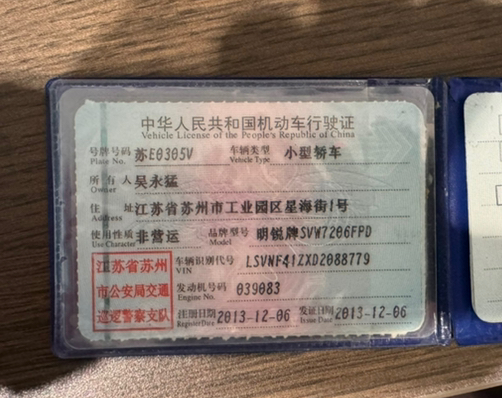 中华人民共和国机动车行驶证
Vehicle License of the People's Republic of China
号牌号码 苏E0305V 车辆类型 小型轿车
Plate No. Vehicle Type
所有人 吴永猛
Owner
住址 江苏省苏州市工业园区星海街1号
Address
使用性质 非营运 品牌型号 明锐牌SVW7206FPD
Use Character Model
江苏省苏州 车辆识别代号 LSVNF41ZXD2088779
VIN
市公安局交通 发动机号码 039083
Engine No.
巡逻警察支队 注册日期 2013-12-06 发证日期 2013-12-06
Register Date Issue Date